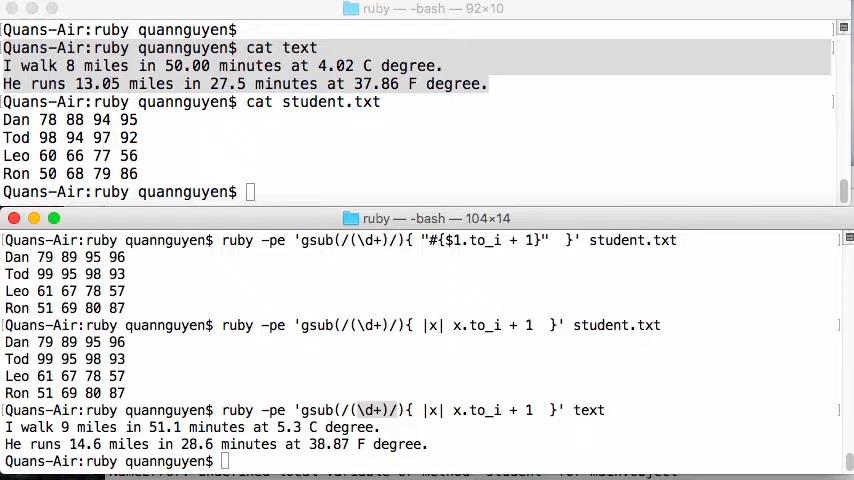 ruby — -bash — 92×10
Quans-Air:ruby quannguyen$
Quans-Air:ruby quannguyen$ cat text
I walk 8 miles in 50.00 minutes at 4.02 C degree.
He runs 13.05 miles in 27.5 minutes at 37.86 F degree.
Quans-Air:ruby quannguyen$ cat student.txt
Dan 78 88 94 95
Tod 98 94 97 92
Leo 60 66 77 56
Ron 50 68 79 86
Quans-Air:ruby quannguyen$
ruby — -bash — 104×14
Quans-Air:ruby quannguyen$ ruby -pe 'gsub(/(\d+)/){ "#{$1.to_i + 1}"  }' student.txt
Dan 79 89 95 96
Tod 99 95 98 93
Leo 61 67 78 57
Ron 51 69 80 87
Quans-Air:ruby quannguyen$ ruby -pe 'gsub(/(\d+)/){ |x| x.to_i + 1  }' student.txt
Dan 79 89 95 96
Tod 99 95 98 93
Leo 61 67 78 57
Ron 51 69 80 87
Quans-Air:ruby quannguyen$ ruby -pe 'gsub(/(\d+)/){ |x| x.to_i + 1  }' text
I walk 9 miles in 51.1 minutes at 5.3 C degree.
He runs 14.6 miles in 28.6 minutes at 38.87 F degree.
Quans-Air:ruby quannguyen$